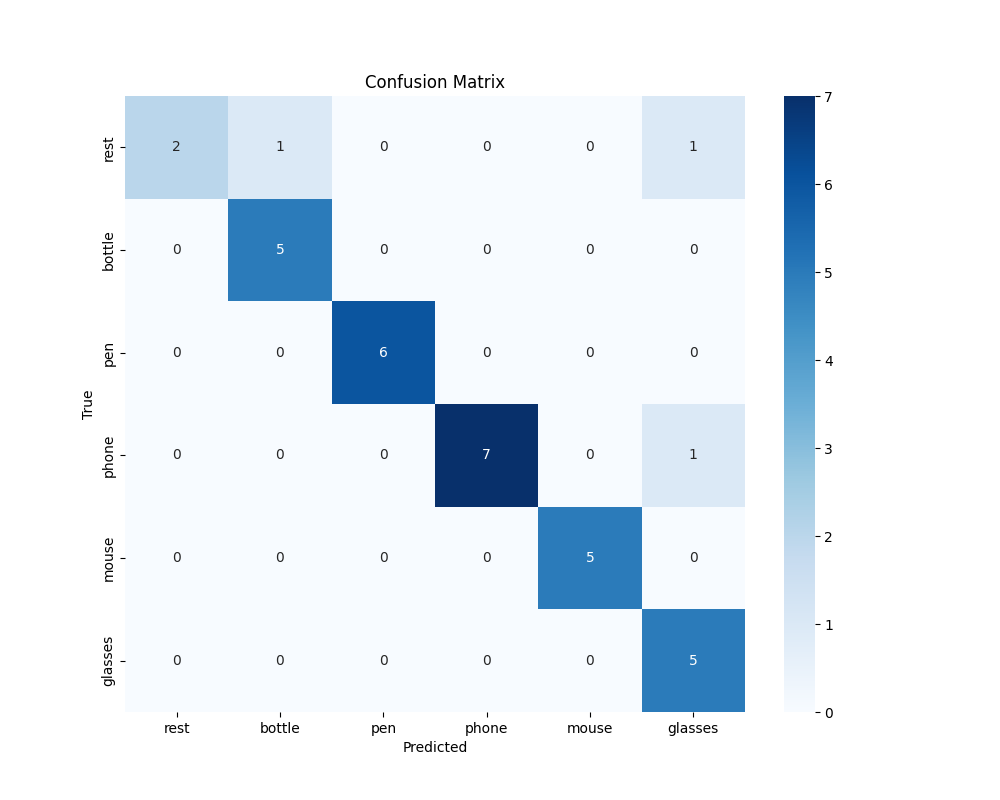 Confusion Matrix
rest 2 1 0 0 0 1
bottle 0 5 0 0 0 0
pen 0 0 6 0 0 0
phone 0 0 0 7 0 1
mouse 0 0 0 0 5 0
glasses 0 0 0 0 0 5
True
rest bottle pen phone mouse glasses
Predicted
7
6
5
4
3
2
1
0